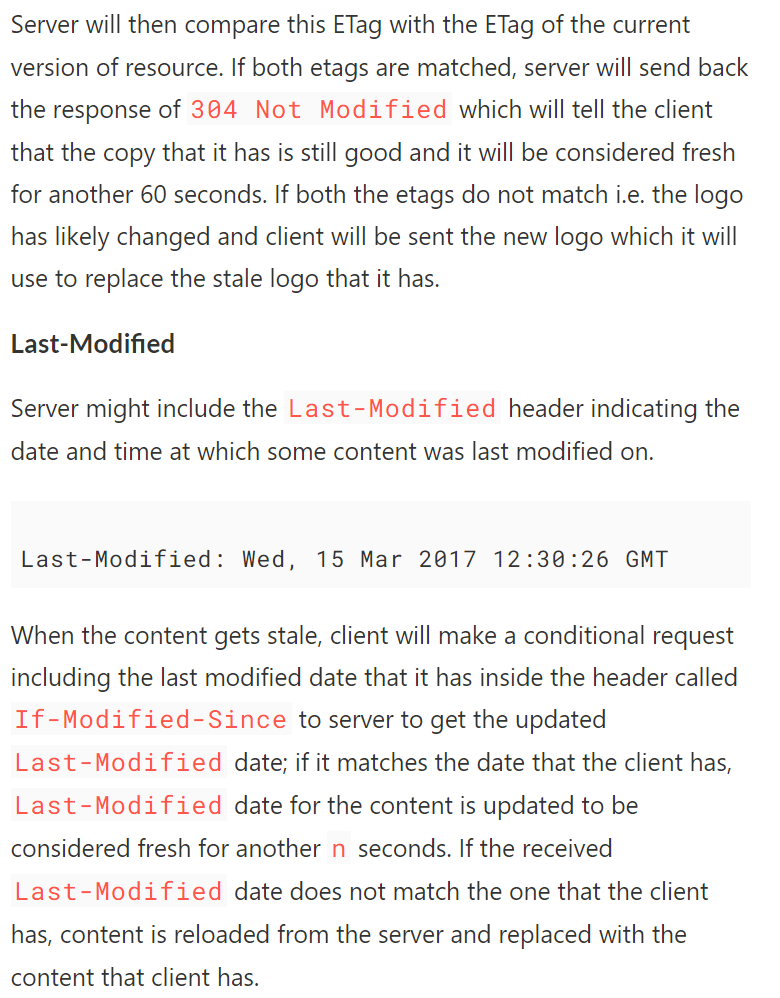 Server will then compare this ETag with the ETag of the current
version of resource. If both etags are matched, server will send back
the response of 304 Not Modified which will tell the client
that the copy that it has is still good and it will be considered fresh
for another 60 seconds. If both the etags do not match i.e. the logo
has likely changed and client will be sent the new logo which it will
use to replace the stale logo that it has.
Last-Modified
Server might include the Last-Modified header indicating the
date and time at which some content was last modified on.
Last-Modified: Wed, 15 Mar 2017 12:30:26 GMT
When the content gets stale, client will make a conditional request
including the last modified date that it has inside the header called
If-Modified-Since to server to get the updated
Last-Modified date; if it matches the date that the client has,
Last-Modified date for the content is updated to be
considered fresh for another n seconds. If the received
Last-Modified date does not match the one that the client
has, content is reloaded from the server and replaced with the
content that client has.